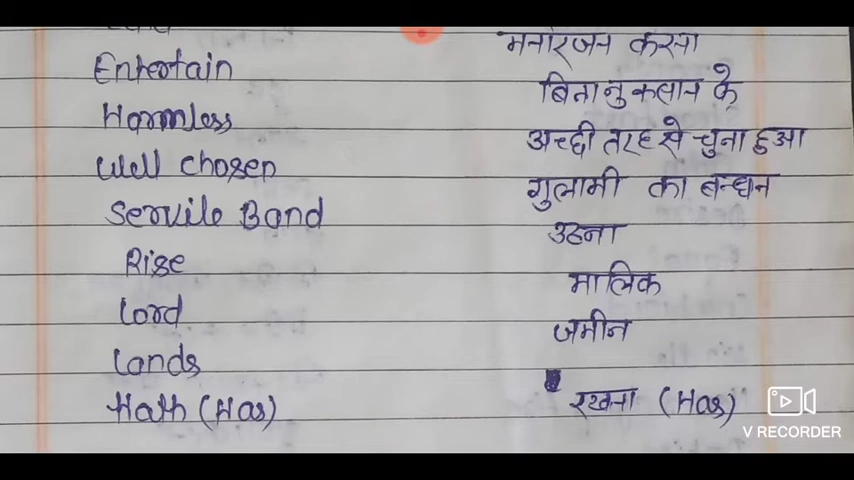 Entertain मनोरंजन करना
Harmless बिना नुकसान के
Well chosen अच्छी तरह से चुना हुआ
Servile Band गुलामी का बन्धन
Rise उठना
Lord मालिक
Lands जमीन
Hath (Has) रखना (Has)
V RECORDER